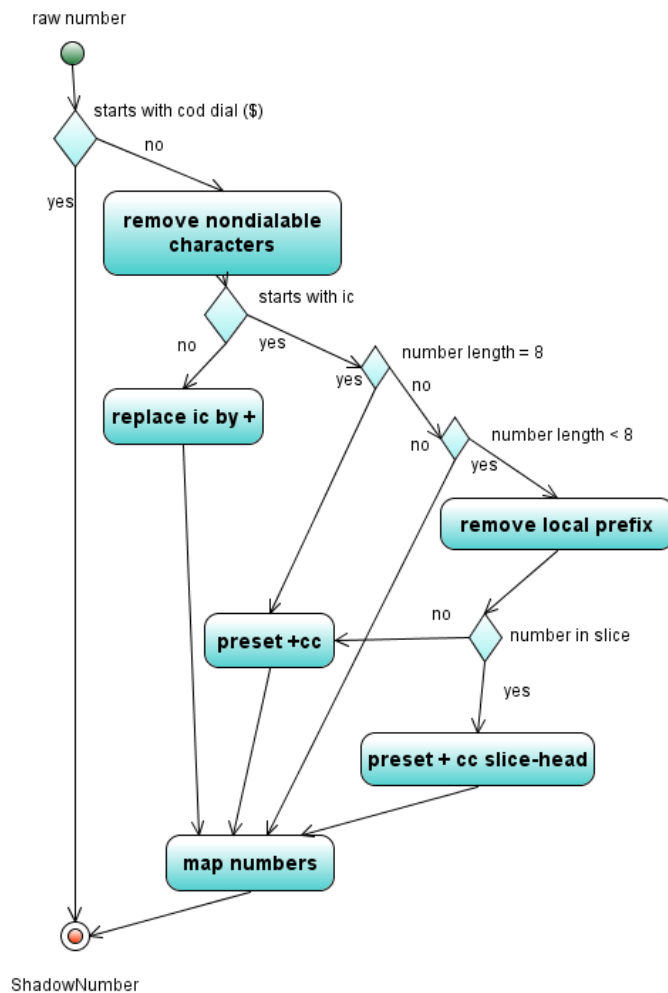 raw number
starts with cod dial ($)
no
yes
remove nondialable
characters
starts with ic
no
yes
number length = 8
yes
no
replace ic by +
number length < 8
no
yes
remove local prefix
no
preset +cc
number in slice
yes
preset + cc slice-head
map numbers
ShadowNumber